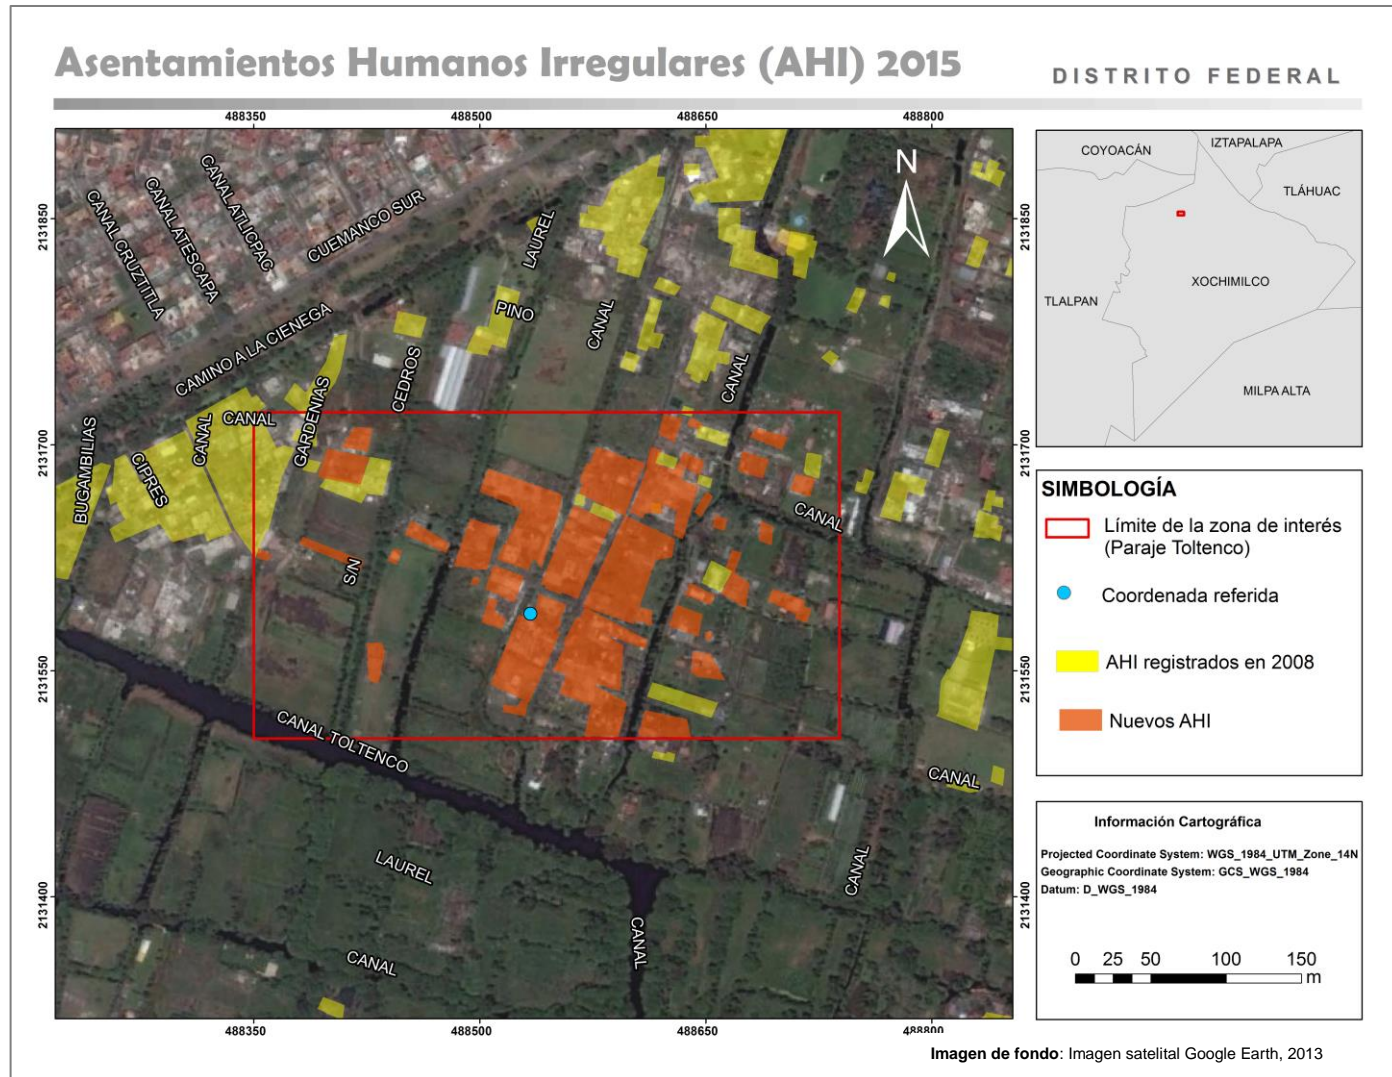 Asentamientos Humanos Irregulares (AHI) 2015
DISTRITO FEDERAL
488350
488500
488650
488800
2131850
2131700
2131550
2131400
CANAL CRUZTITLA
CANAL ATESCAPA
CANAL ATLICPAC
CUEMANCO SUR
CAMINO A LA CIENEGA
LAUREL
PINO
CANAL
CANAL
CEDROS
GARDENIAS
CANAL
CANAL
CIPRES
BUGAMBILIAS
S/N
CANAL
CANAL TOLTENCO
LAUREL
CANAL
CANAL
CANAL
CANAL
N
2131850
2131700
2131550
2131400
488350
488500
488650
488800
COYOACÁN
IZTAPALAPA
TLÁHUAC
XOCHIMILCO
TLALPAN
MILPA ALTA
SIMBOLOGÍA
Límite de la zona de interés
(Paraje Toltenco)
Coordenada referida
AHI registrados en 2008
Nuevos AHI
Información Cartográfica
Projected Coordinate System: WGS_1984_UTM_Zone_14N
Geographic Coordinate System: GCS_WGS_1984
Datum: D_WGS_1984
0 25 50 100 150
m
Imagen de fondo: Imagen satelital Google Earth, 2013